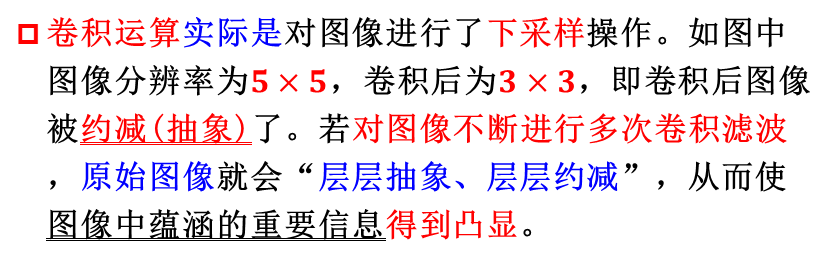 卷积运算实际是对图像进行了下采样操作。如图中
图像分辨率为5 × 5，卷积后为3 × 3，即卷积后图像
被约减(抽象)了。若对图像不断进行多次卷积滤波
，原始图像就会“层层抽象、层层约减”，从而使
图像中蕴涵的重要信息得到凸显。